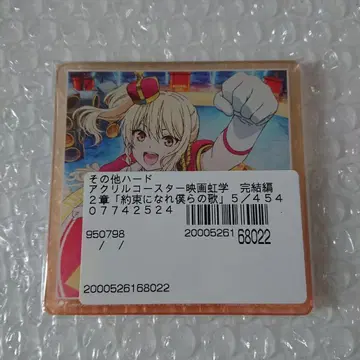 その他ハード
アクリルコースター映画虹学　完結編
２章「約束になれ僕らの歌」５／４５４
０７７４２５２４
950798 20005261 68022
/ /
2000526168022